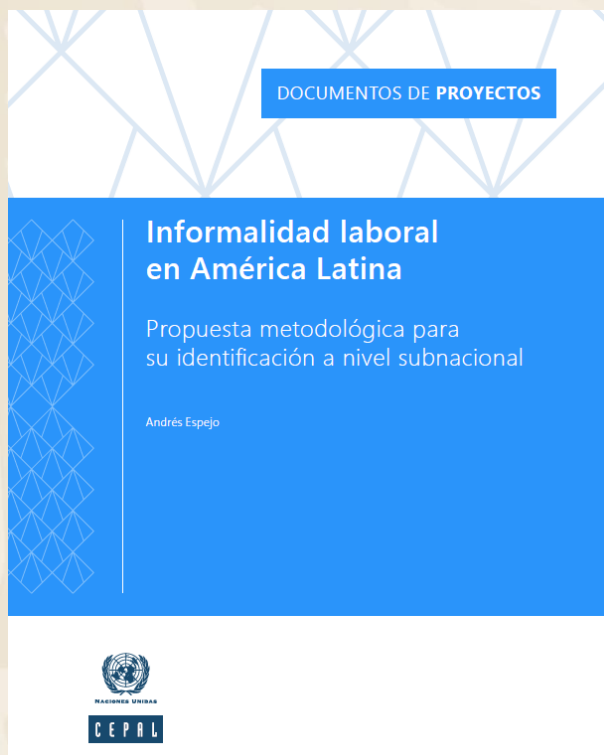 DOCUMENTOS DE PROYECTOS
Informalidad laboral
en América Latina
Propuesta metodológica para
su identificación a nivel subnacional
Andrés Espejo
NACIONES UNIDAS
CEPAL